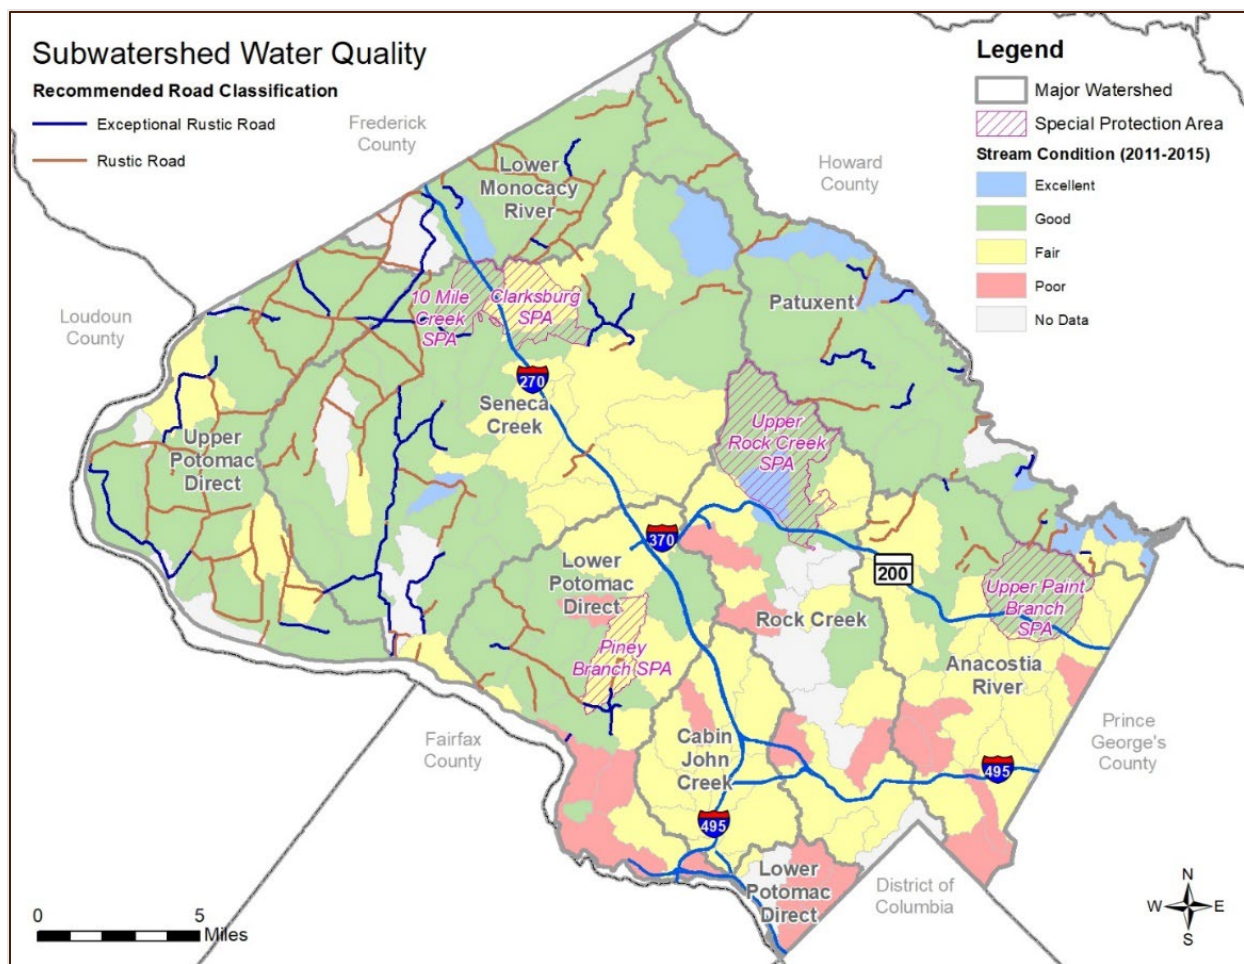 Subwatershed Water Quality
Recommended Road Classification
Exceptional Rustic Road
Rustic Road
Legend
Major Watershed
Special Protection Area
Stream Condition (2011-2015)
Excellent
Good
Fair
Poor
No Data
Frederick
County
Howard
County
Loudoun
County
Lower
Monocacy
River
10 Mile
Creek
SPA
Clarksburg
SPA
Patuxent
270
Seneca
Creek
Upper
Potomac
Direct
Upper
Rock Creek
SPA
370
200
Lower
Potomac
Direct
Rock Creek
Upper Paint
Branch
SPA
Piney
Branch SPA
Anacostia
River
Fairfax
County
Cabin
John
Creek
Prince
George's
County
495
495
Lower
Potomac
Direct
District of
Columbia
0
5
Miles
N
W
E
S